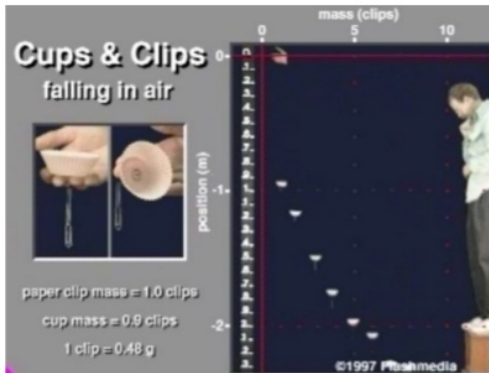 Cups & Clips
falling in air
paper clip mass = 1.0 clips
cup mass = 0.9 clips
1 clip = 0.48 g
mass (clips)
0 5 10
position (m)
0
-1
-2
©1997 Flashmedia